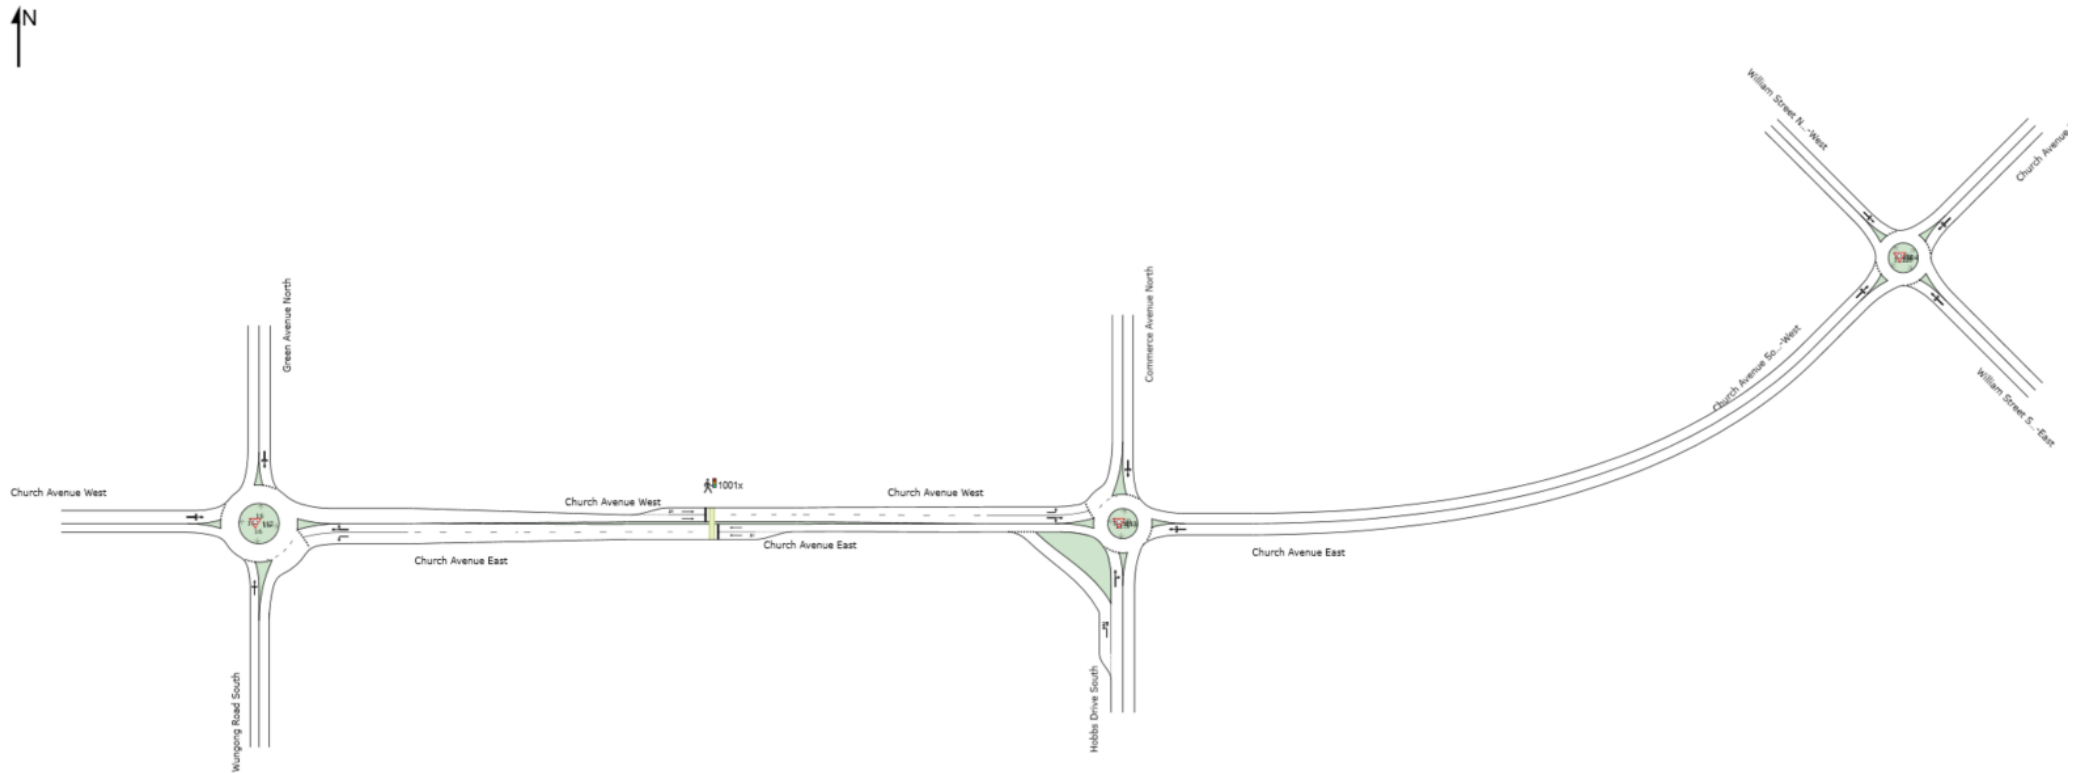 N
William Street N...-West
Church Avenue
Green Avenue North
Commerce Avenue North
Church Avenue So...-West
William Street S...-East
Church Avenue West
1001x
Church Avenue West
Church Avenue West
Church Avenue East
Church Avenue East
Church Avenue East
Wungong Road South
Hobbs Drive South